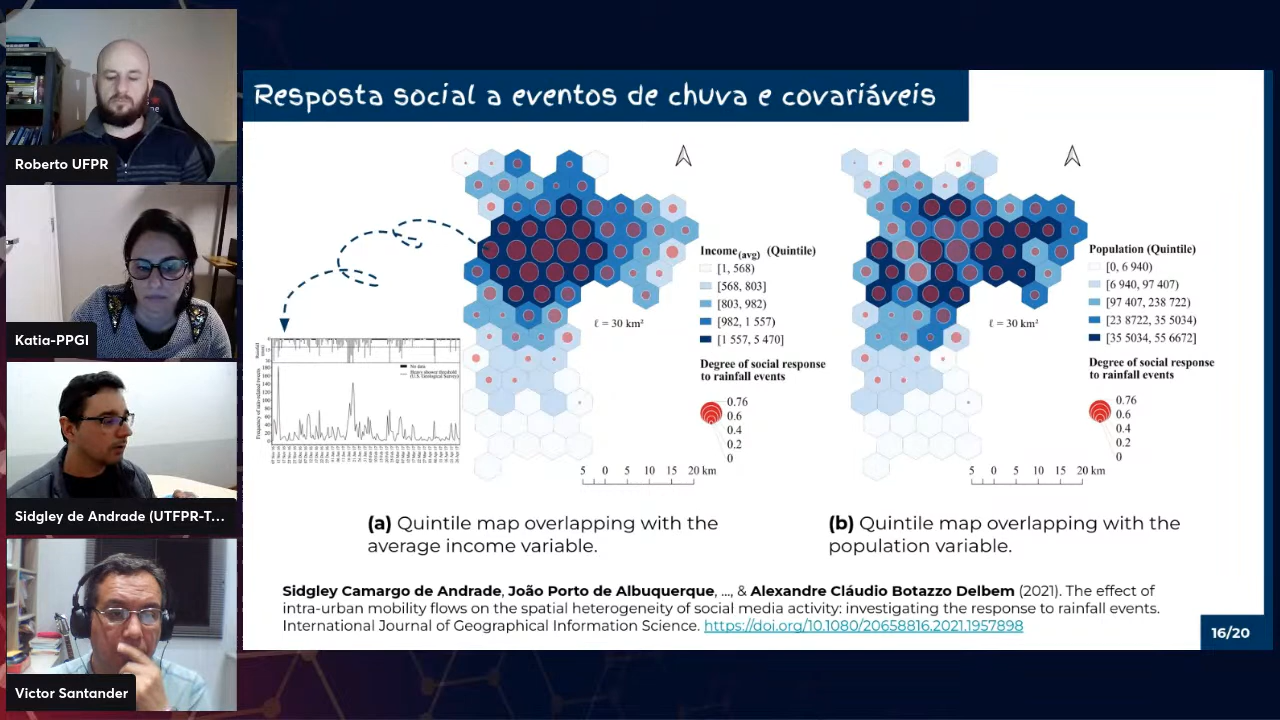 Roberto UFPR
Katia-PPGI
Sidgley de Andrade (UTFPR-T...
Victor Santander
Resposta social a eventos de chuva e covariáveis
No data
Income(avg) (Quintile)
[1, 568)
[568, 803]
[803, 982)
[982, 1 557)
[1 557, 5 470]
Degree of social response
to rainfall events
0.76
0.6
0.4
0.2
0
ℓ = 30 km²
5 0 5 10 15 20 km
Population (Quintile)
[0, 6 940)
[6 940, 97 407)
[97 407, 238 722)
[23 8722, 35 5034)
[35 5034, 55 6672]
Degree of social response
to rainfall events
0.76
0.6
0.4
0.2
0
ℓ = 30 km²
5 0 5 10 15 20 km
(a) Quintile map overlapping with the
average income variable.
(b) Quintile map overlapping with the
population variable.
Sidgley Camargo de Andrade, João Porto de Albuquerque, ..., & Alexandre Cláudio Botazzo Delbem (2021). The effect of
intra-urban mobility flows on the spatial heterogeneity of social media activity: investigating the response to rainfall events.
International Journal of Geographical Information Science. https://doi.org/10.1080/20658816.2021.1957898
16/20